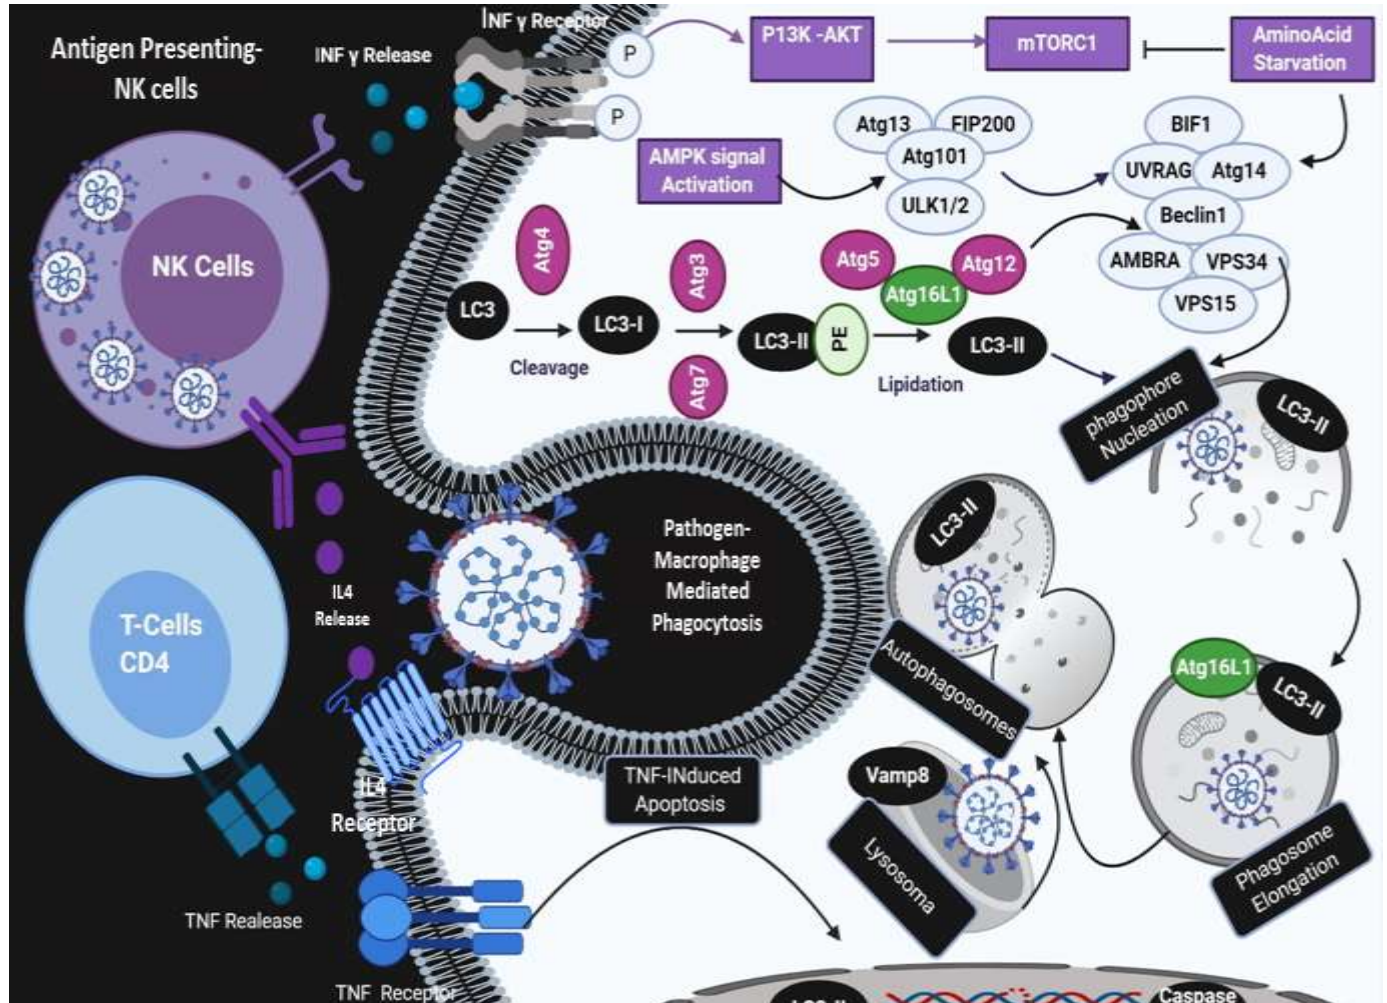 Antigen Presenting-
NK cells
INF γ Release
INF γ Receptor
P
P
P13K -AKT
mTORC1
AminoAcid
Starvation
AMPK signal
Activation
Atg13
FIP200
Atg101
ULK1/2
BIF1
UVRAG
Atg14
Beclin1
AMBRA
VPS34
VPS15
NK Cells
LC3
Atg4
Cleavage
LC3-I
Atg3
Atg7
LC3-II
PE
Atg5
Atg12
Atg16L1
Lipidation
LC3-II
phagophore
Nucleation
LC3-II
IL4
Release
T-Cells
CD4
Pathogen-
Macrophage
Mediated
Phagocytosis
LC3-II
Autophagosomes
Atg16L1
LC3-II
Phagosome
Elongation
Vamp8
Lysosoma
TNF-INduced
Apoptosis
IL4
Receptor
TNF Realease
TNF Receptor
LC3-II
Caspase